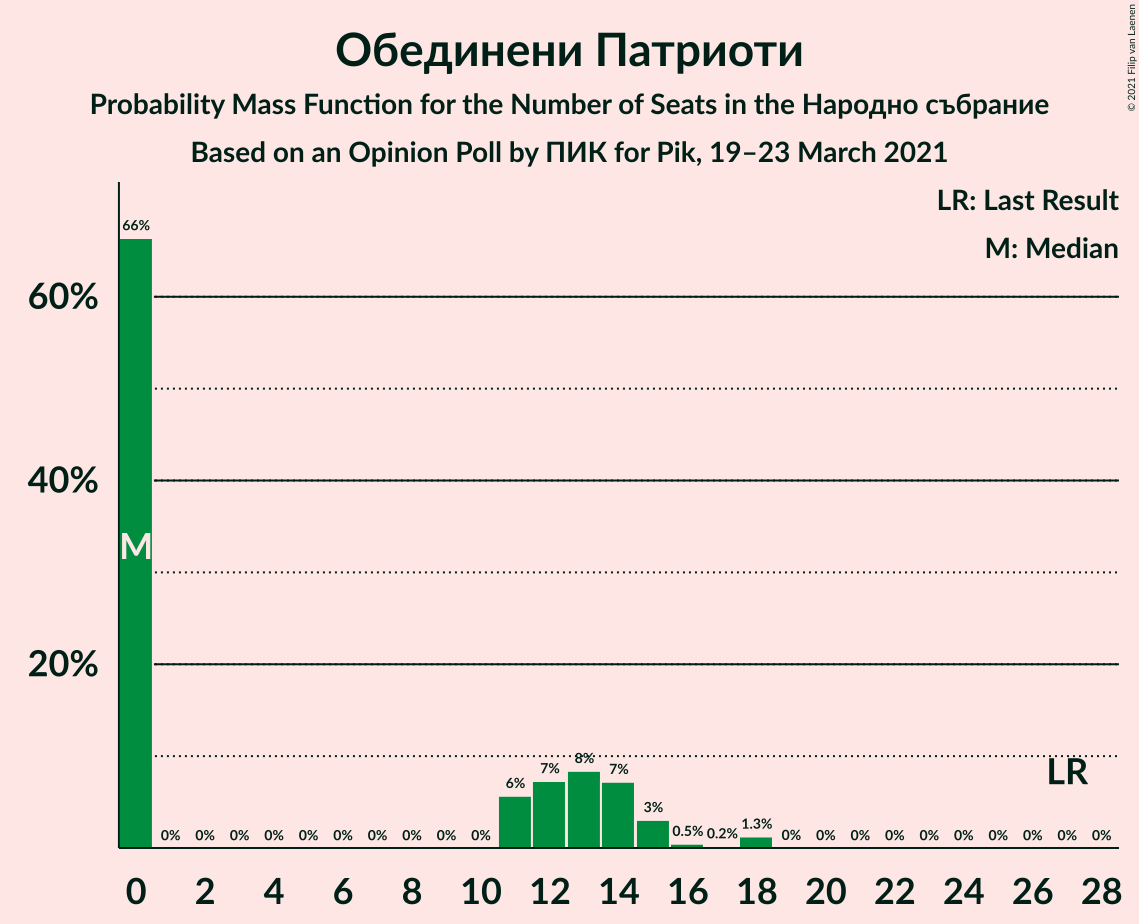 Обединени Патриоти
Probability Mass Function for the Number of Seats in the Народно събрание
Based on an Opinion Poll by ПИК for Pik, 19–23 March 2021
© 2021 Filip van Laenen
LR: Last Result
M: Median
60%
40%
20%
66%
0% 0% 0% 0% 0% 0% 0% 0% 0% 0% 6% 7% 8% 7% 3% 0.5% 0.2% 1.3% 0% 0% 0% 0% 0% 0% 0% 0% 0% 0%
M
LR
0 2 4 6 8 10 12 14 16 18 20 22 24 26 28